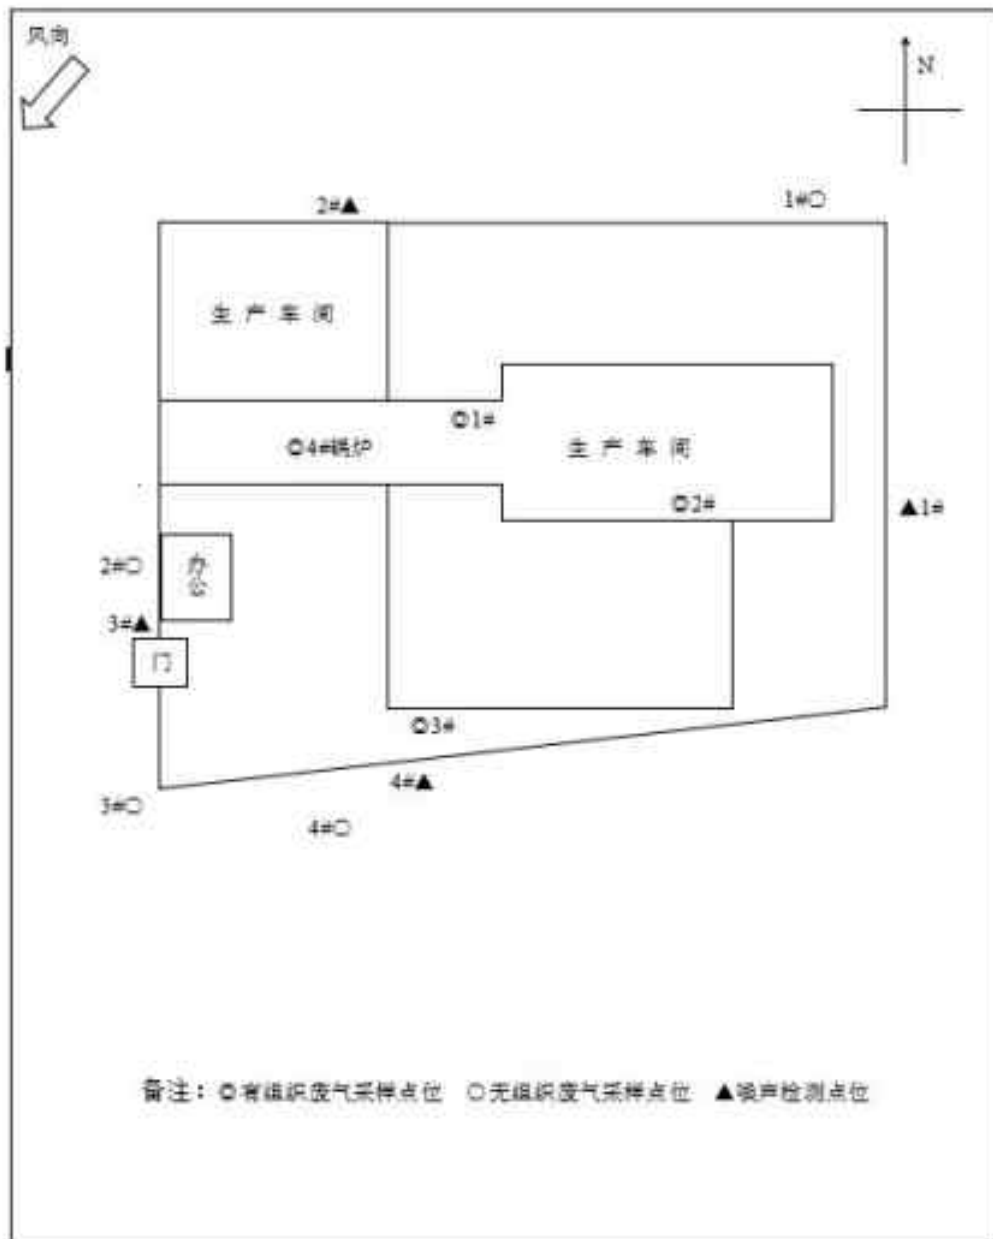 风向
N
2#▲
1#○
生产车间
◎1#
◎4#锅炉
生产车间
◎2#
▲1#
2#○
办公
3#▲
门
◎3#
4#▲
3#○
4#○
备注：◎有组织废气采样点位 ○无组织废气采样点位 ▲噪声检测点位